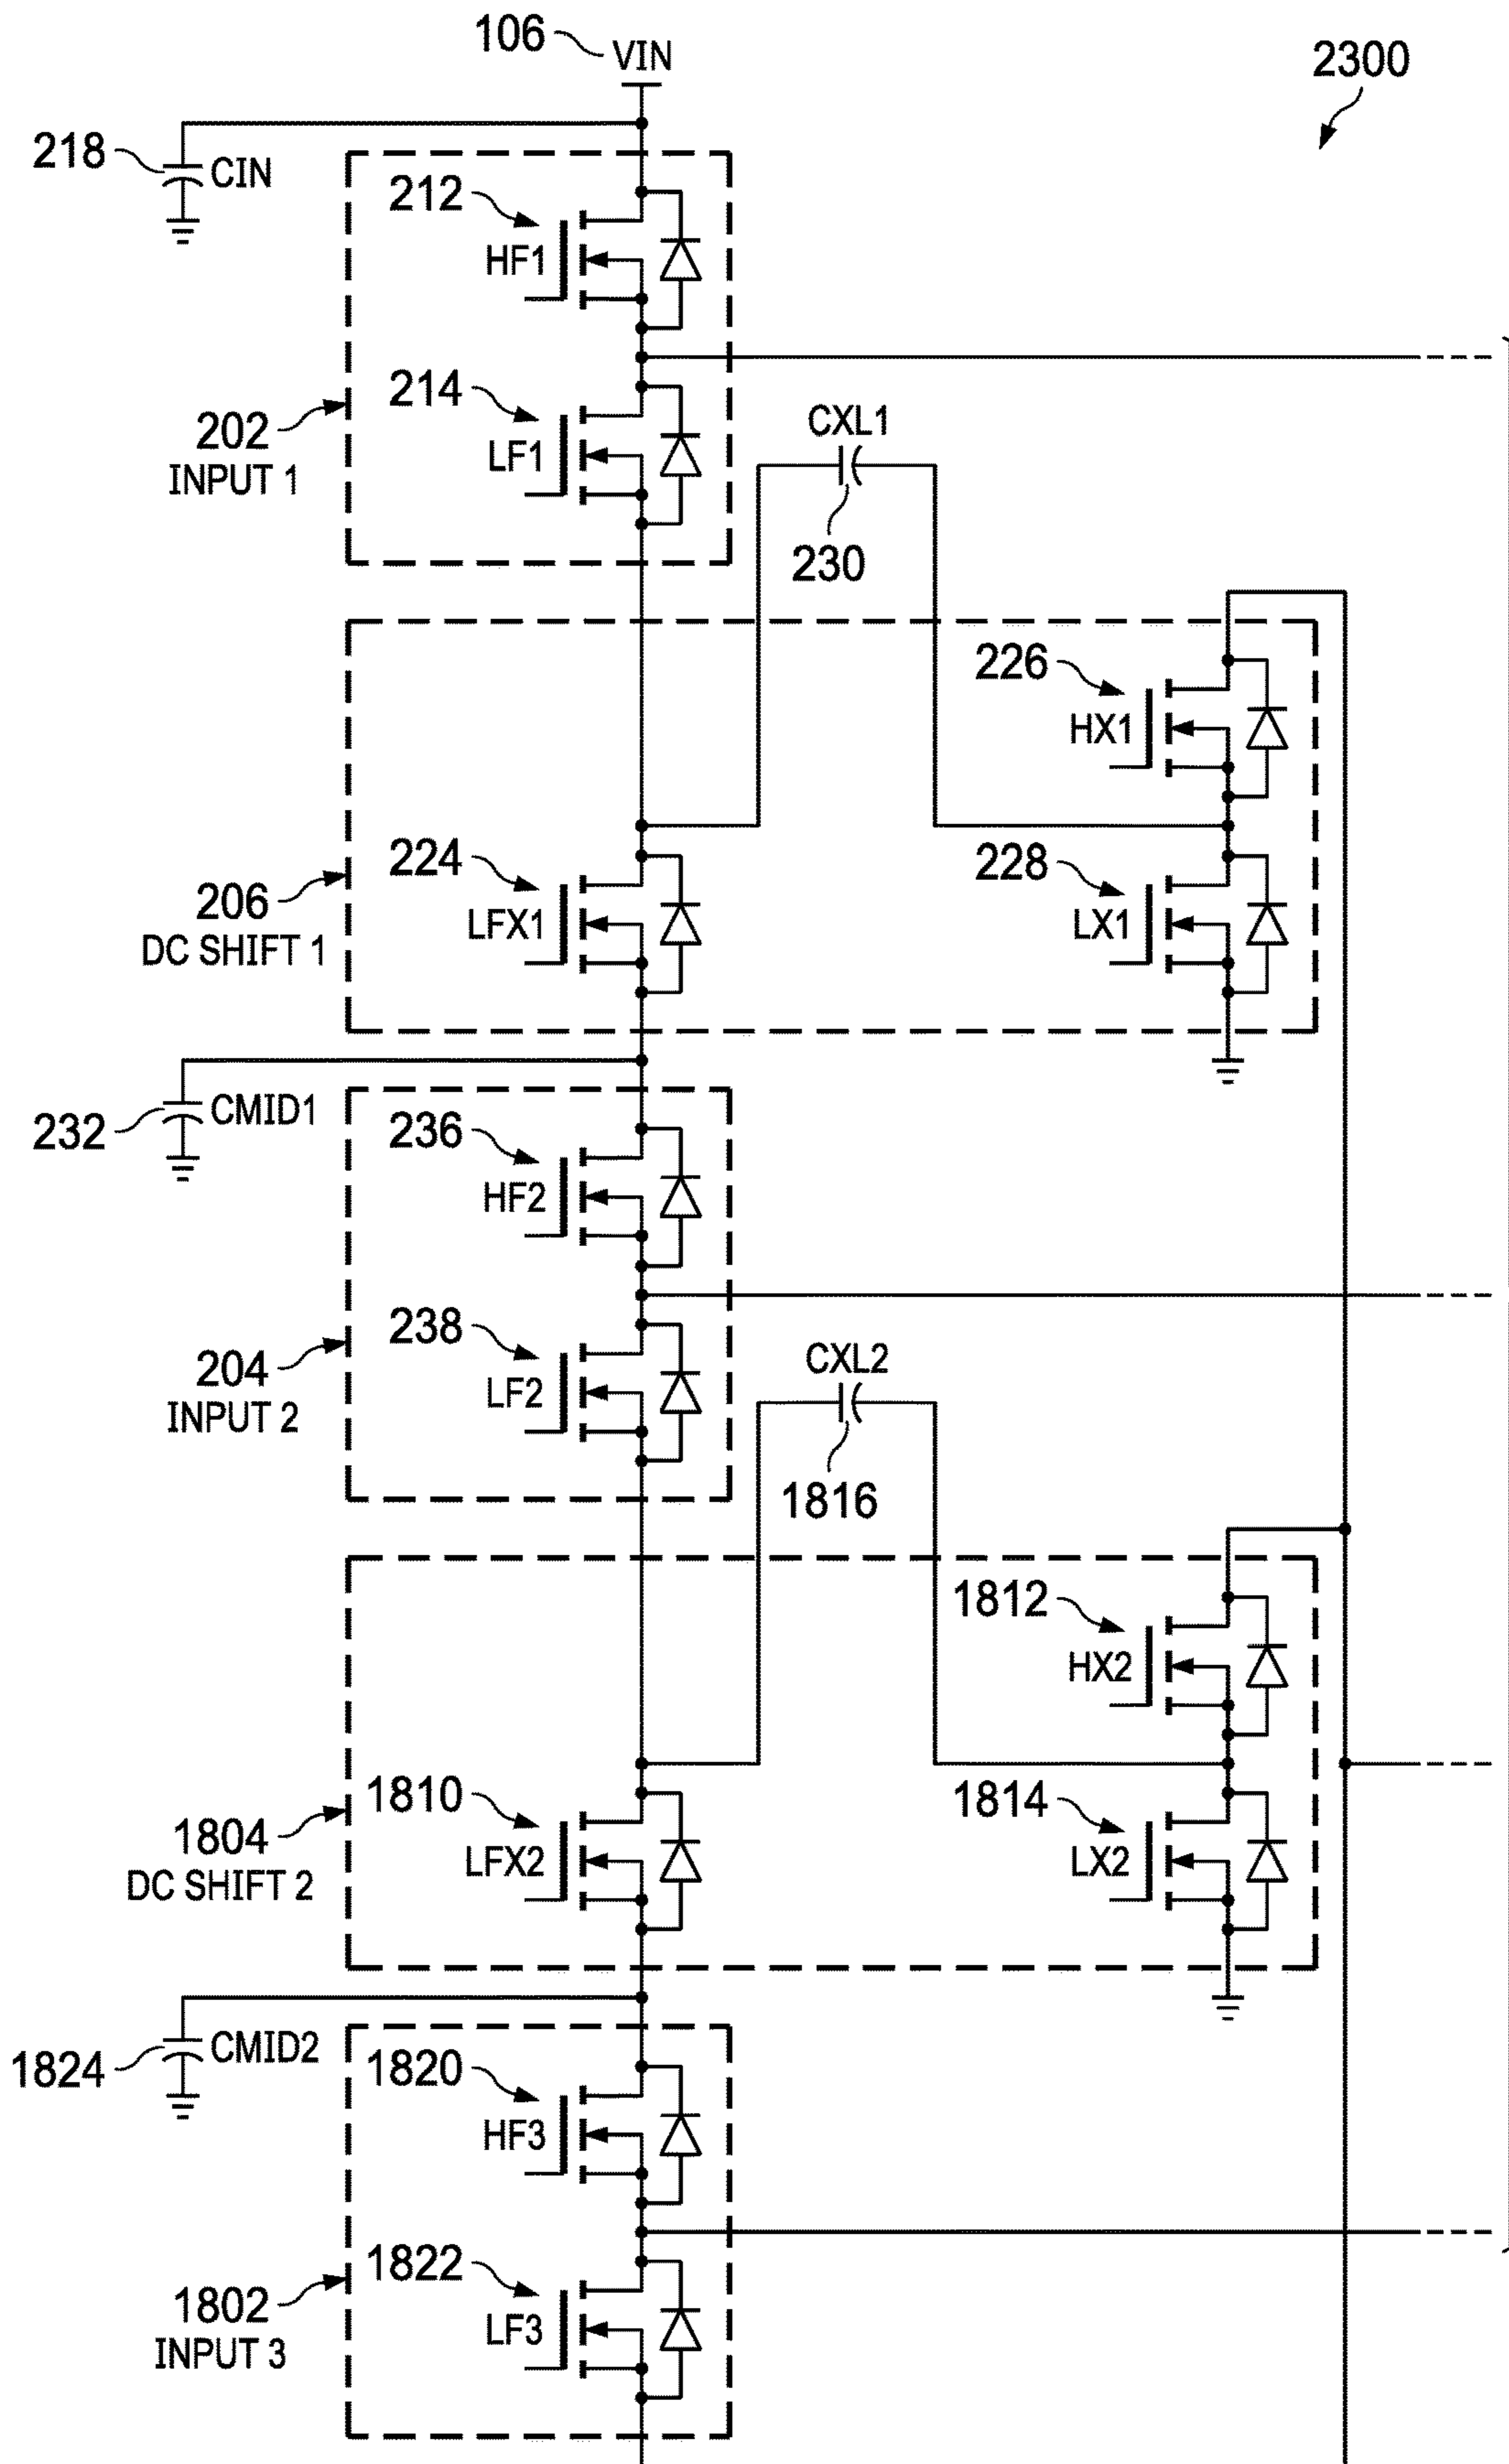 106
VIN
2300
218
CIN
212
HF1
214
LF1
202
INPUT 1
CXL1
230
226
HX1
224
LFX1
228
LX1
206
DC SHIFT 1
232
CMID1
236
HF2
238
LF2
204
INPUT 2
CXL2
1816
1812
HX2
1810
LFX2
1814
LX2
1804
DC SHIFT 2
1824
CMID2
1820
HF3
1822
LF3
1802
INPUT 3